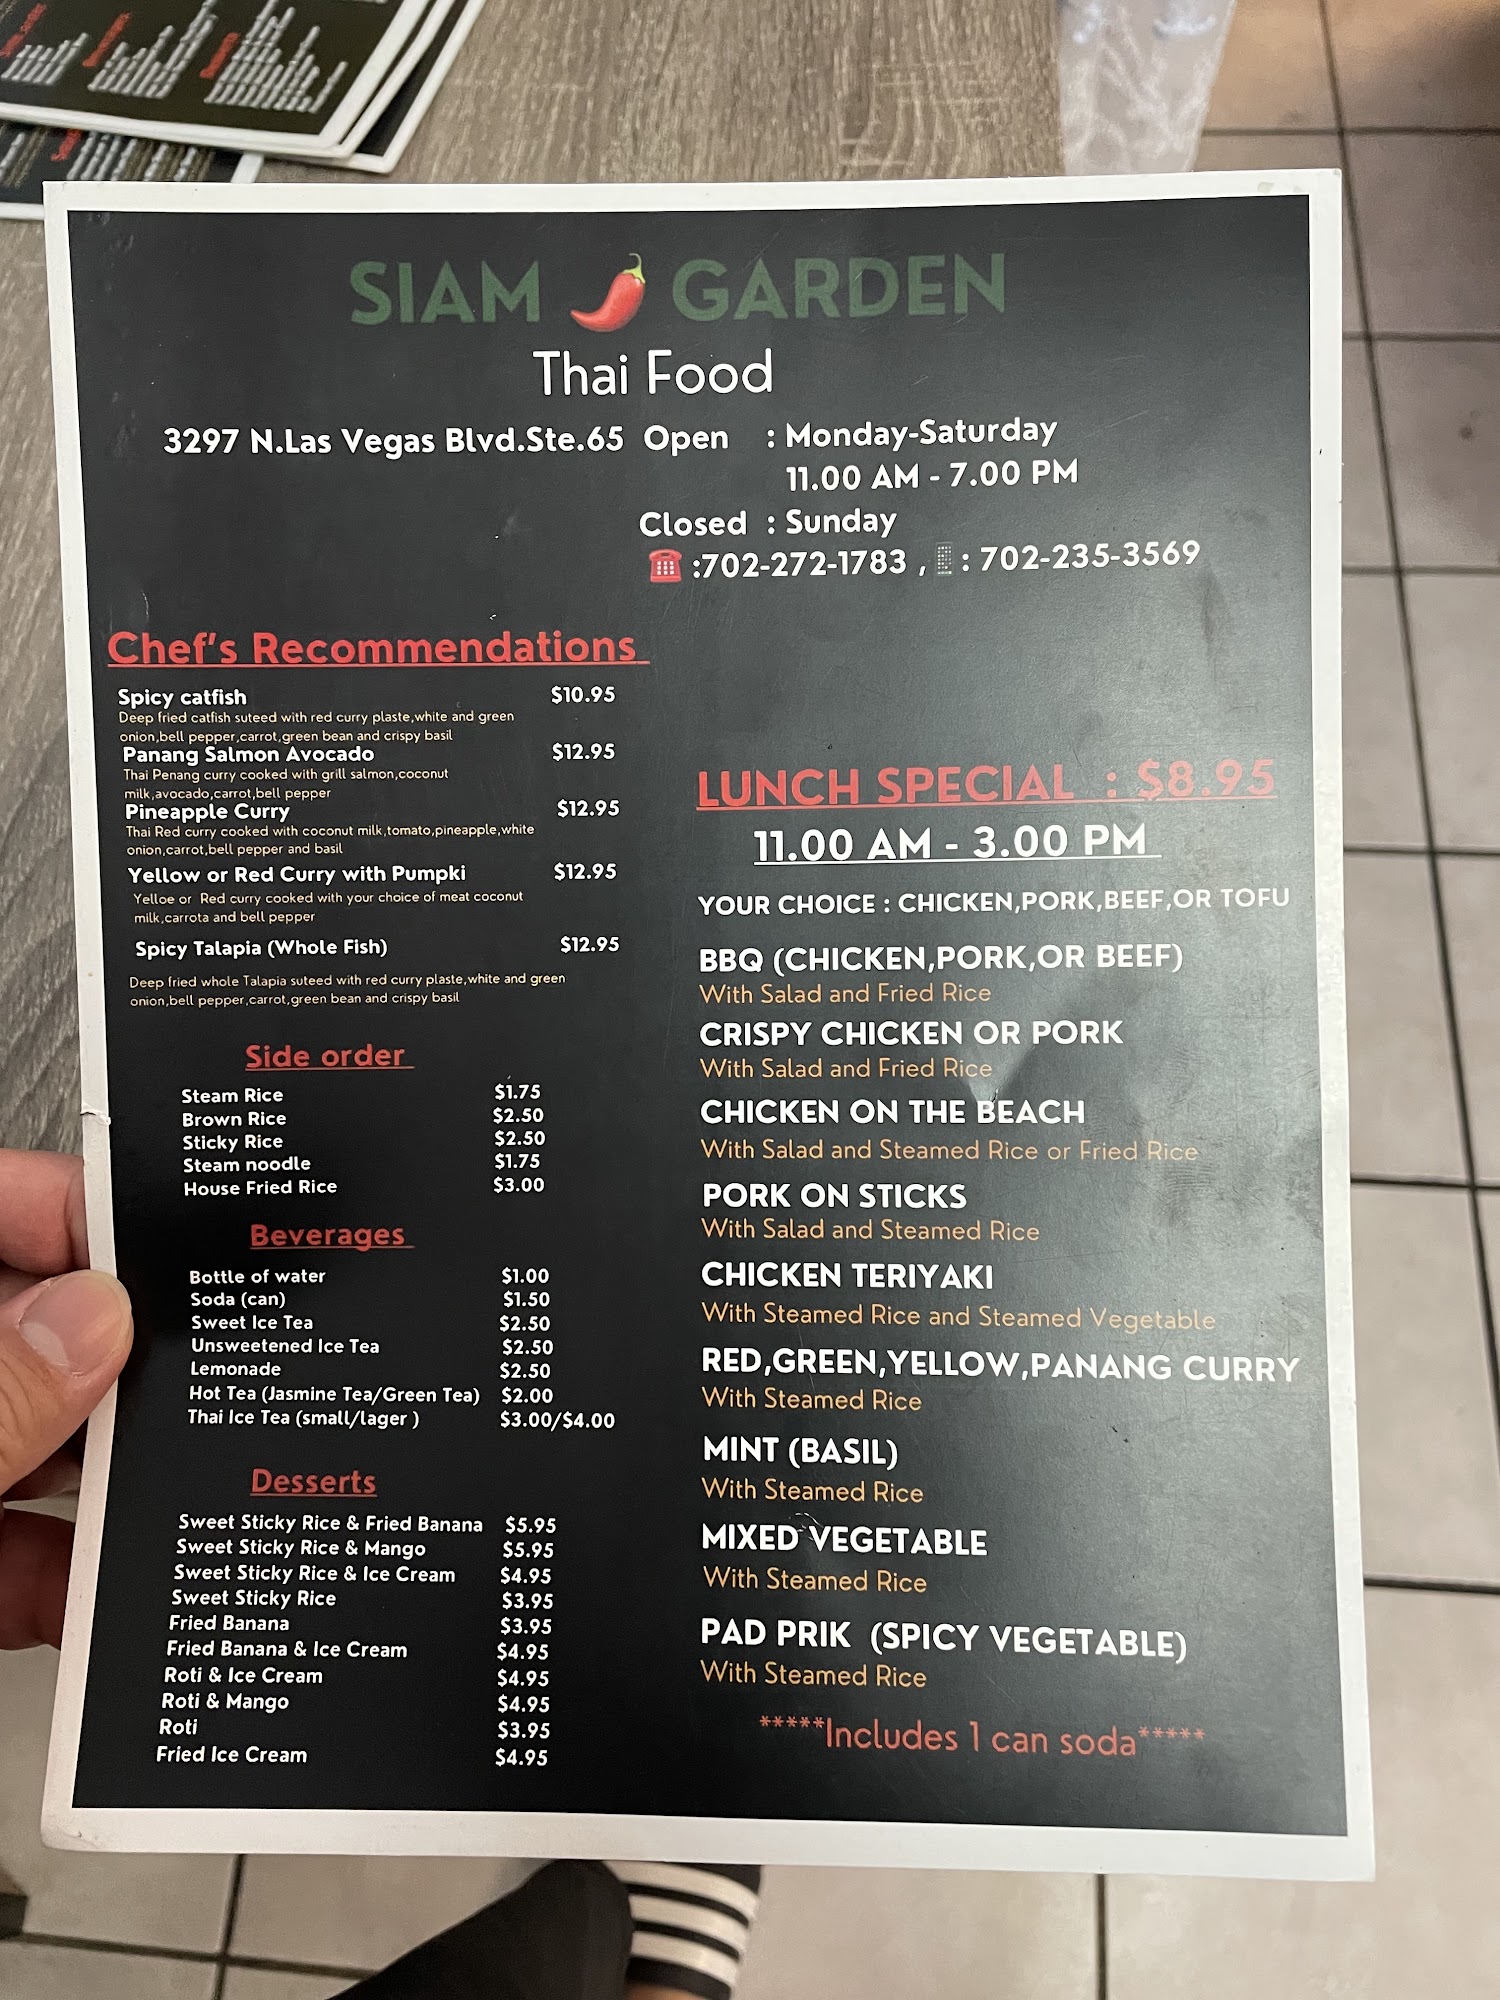 SIAM GARDEN
Thai Food
3297 N.Las Vegas Blvd.Ste.65 Open : Monday-Saturday
11.00 AM - 7.00 PM
Closed : Sunday
:702-272-1783 , : 702-235-3569
Chef's Recommendations
Spicy catfish $10.95
Deep fried catfish suteed with red curry plaste,white and green
onion,bell pepper,carrot,green bean and crispy basil
Panang Salmon Avocado $12.95
Thai Penang curry cooked with grill salmon,coconut
milk,avocado,carrot,bell pepper
Pineapple Curry $12.95
Thai Red curry cooked with coconut milk,tomato,pineapple,white
onion,carrot,bell pepper and basil
Yellow or Red Curry with Pumpki $12.95
Yelloe or Red curry cooked with your choice of meat coconut
milk,carrota and bell pepper
Spicy Talapia (Whole Fish) $12.95
Deep fried whole Talapia suteed with red curry plaste,white and green
onion,bell pepper,carrot,green bean and crispy basil
Side order
Steam Rice $1.75
Brown Rice $2.50
Sticky Rice $2.50
Steam noodle $1.75
House Fried Rice $3.00
Beverages
Bottle of water $1.00
Soda (can) $1.50
Sweet Ice Tea $2.50
Unsweetened Ice Tea $2.50
Lemonade $2.50
Hot Tea (Jasmine Tea/Green Tea) $2.00
Thai Ice Tea (small/lager ) $3.00/$4.00
Desserts
Sweet Sticky Rice & Fried Banana $5.95
Sweet Sticky Rice & Mango $5.95
Sweet Sticky Rice & Ice Cream $4.95
Sweet Sticky Rice $3.95
Fried Banana $3.95
Fried Banana & Ice Cream $4.95
Roti & Ice Cream $4.95
Roti & Mango $4.95
Roti $3.95
Fried Ice Cream $4.95
LUNCH SPECIAL : $8.95
11.00 AM - 3.00 PM
YOUR CHOICE : CHICKEN,PORK,BEEF,OR TOFU
BBQ (CHICKEN,PORK,OR BEEF)
With Salad and Fried Rice
CRISPY CHICKEN OR PORK
With Salad and Fried Rice
CHICKEN ON THE BEACH
With Salad and Steamed Rice or Fried Rice
PORK ON STICKS
With Salad and Steamed Rice
CHICKEN TERIYAKI
With Steamed Rice and Steamed Vegetable
RED,GREEN,YELLOW,PANANG CURRY
With Steamed Rice
MINT (BASIL)
With Steamed Rice
MIXED VEGETABLE
With Steamed Rice
PAD PRIK (SPICY VEGETABLE)
With Steamed Rice
*****Includes 1 can soda*****